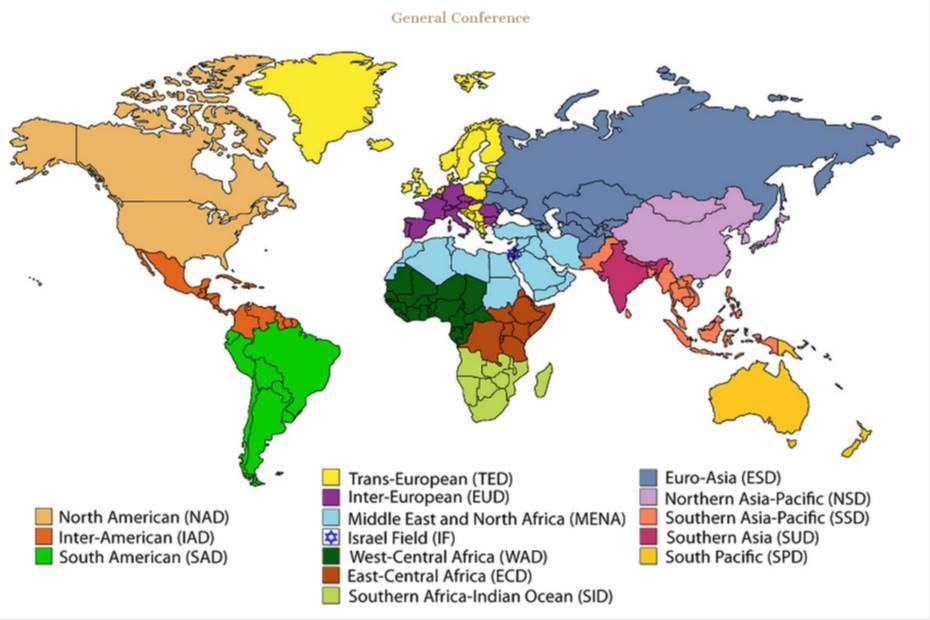 General Conference
North American (NAD)
Inter-American (IAD)
South American (SAD)
Trans-European (TED)
Inter-European (EUD)
Middle East and North Africa (MENA)
Israel Field (IF)
West-Central Africa (WAD)
East-Central Africa (ECD)
Southern Africa-Indian Ocean (SID)
Euro-Asia (ESD)
Northern Asia-Pacific (NSD)
Southern Asia-Pacific (SSD)
Southern Asia (SUD)
South Pacific (SPD)